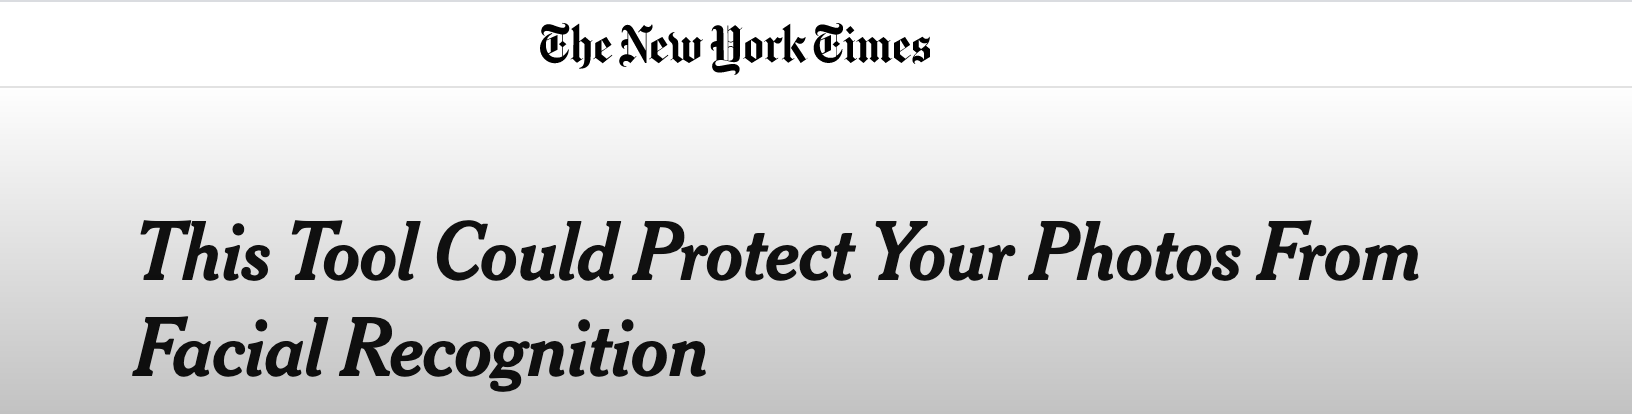 The New York Times
This Tool Could Protect Your Photos From
Facial Recognition